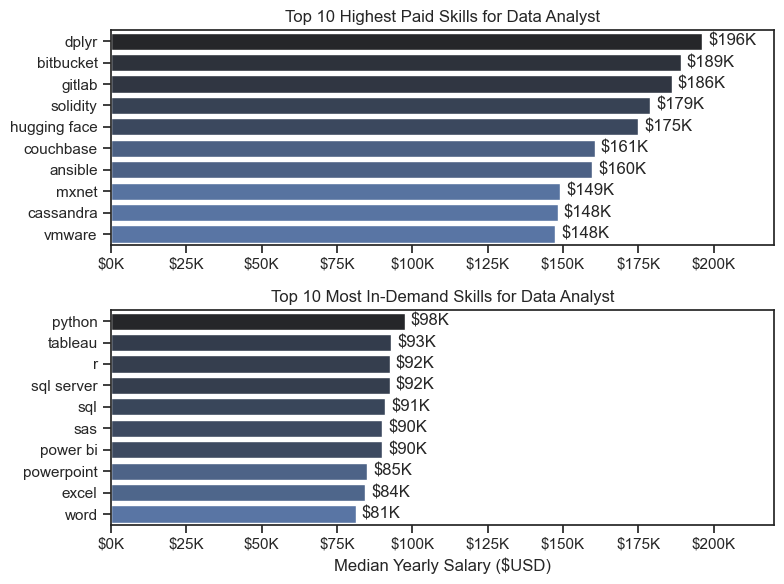 Top 10 Highest Paid Skills for Data Analyst
dplyr $196K
bitbucket $189K
gitlab $186K
solidity $179K
hugging face $175K
couchbase $161K
ansible $160K
mxnet $149K
cassandra $148K
vmware $148K
$0K $25K $50K $75K $100K $125K $150K $175K $200K
Top 10 Most In-Demand Skills for Data Analyst
python $98K
tableau $93K
r $92K
sql server $92K
sql $91K
sas $90K
power bi $90K
powerpoint $85K
excel $84K
word $81K
$0K $25K $50K $75K $100K $125K $150K $175K $200K
Median Yearly Salary ($USD)